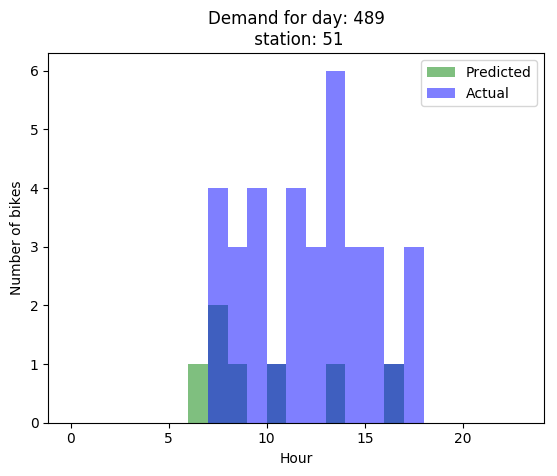 Demand for day: 489
station: 51
Predicted
Actual
Number of bikes
6
5
4
3
2
1
0
0
5
10
15
20
Hour